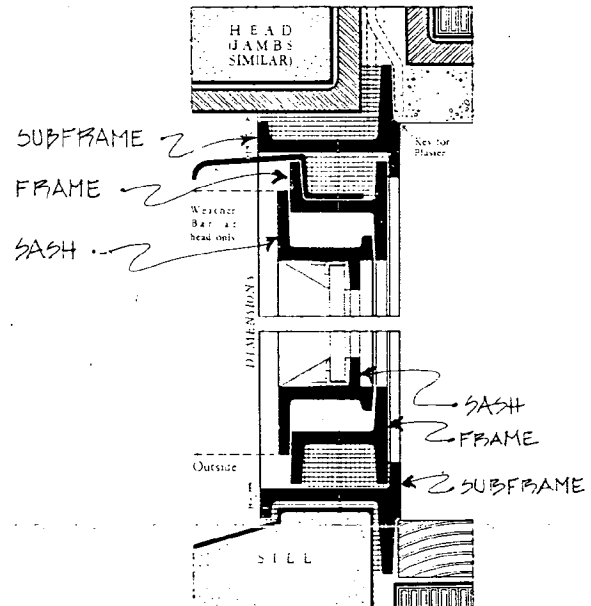 HEAD
(JAMBS
SIMILAR)
SUBFRAME
Key for
Plaster
FRAME
Weather
Bar at
head only
SASH
DIMENSIONS
SASH
FRAME
Outside
SUBFRAME
SILL